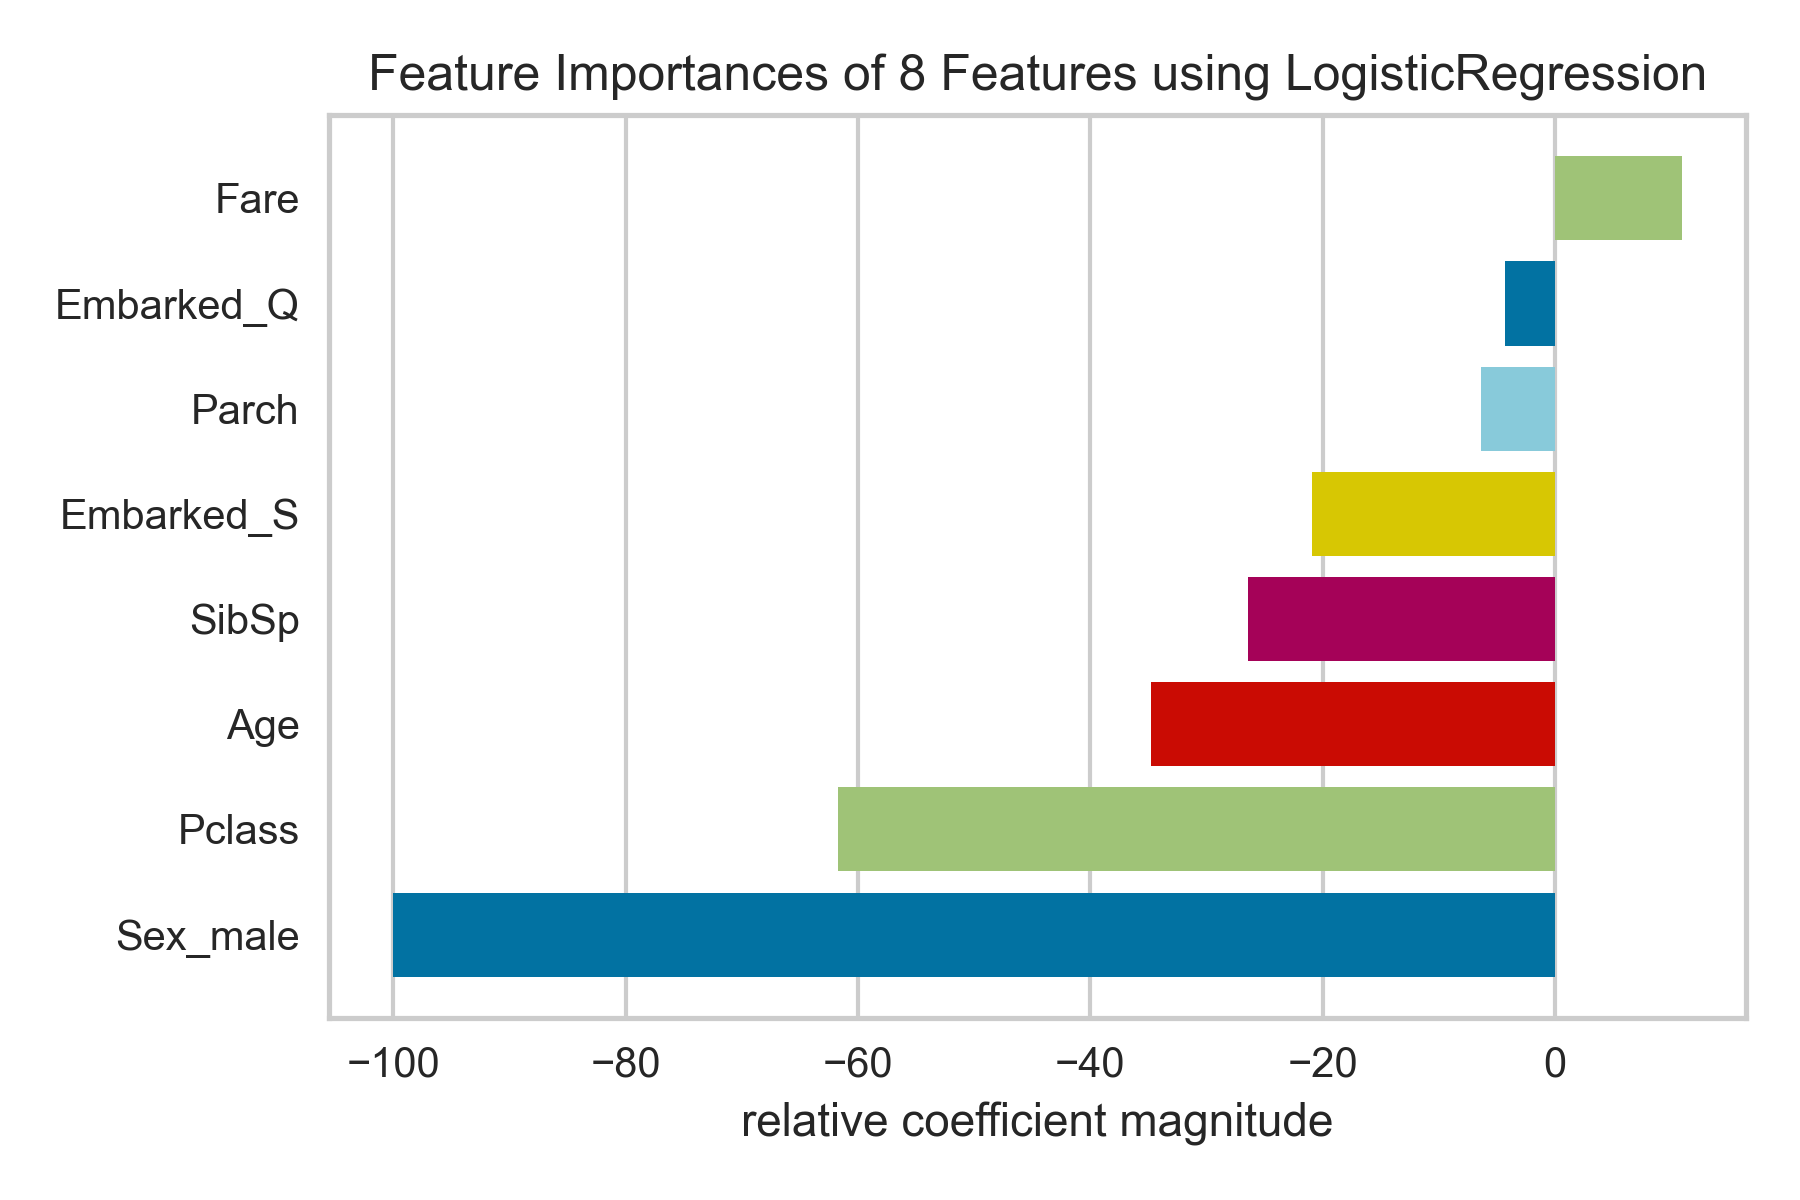 Feature Importances of 8 Features using LogisticRegression
Fare
Embarked_Q
Parch
Embarked_S
SibSp
Age
Pclass
Sex_male
−100 −80 −60 −40 −20 0
relative coefficient magnitude